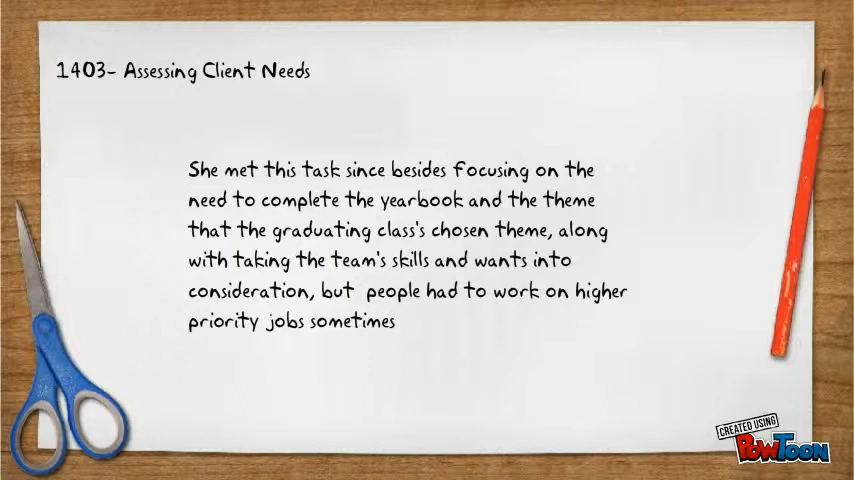 1403- Assessing Client Needs
She met this task since besides focusing on the
need to complete the yearbook and the theme
that the graduating class's chosen theme, along
with taking the team's skills and wants into
consideration, but people had to work on higher
priority jobs sometimes
CREATED USING
POWTOON